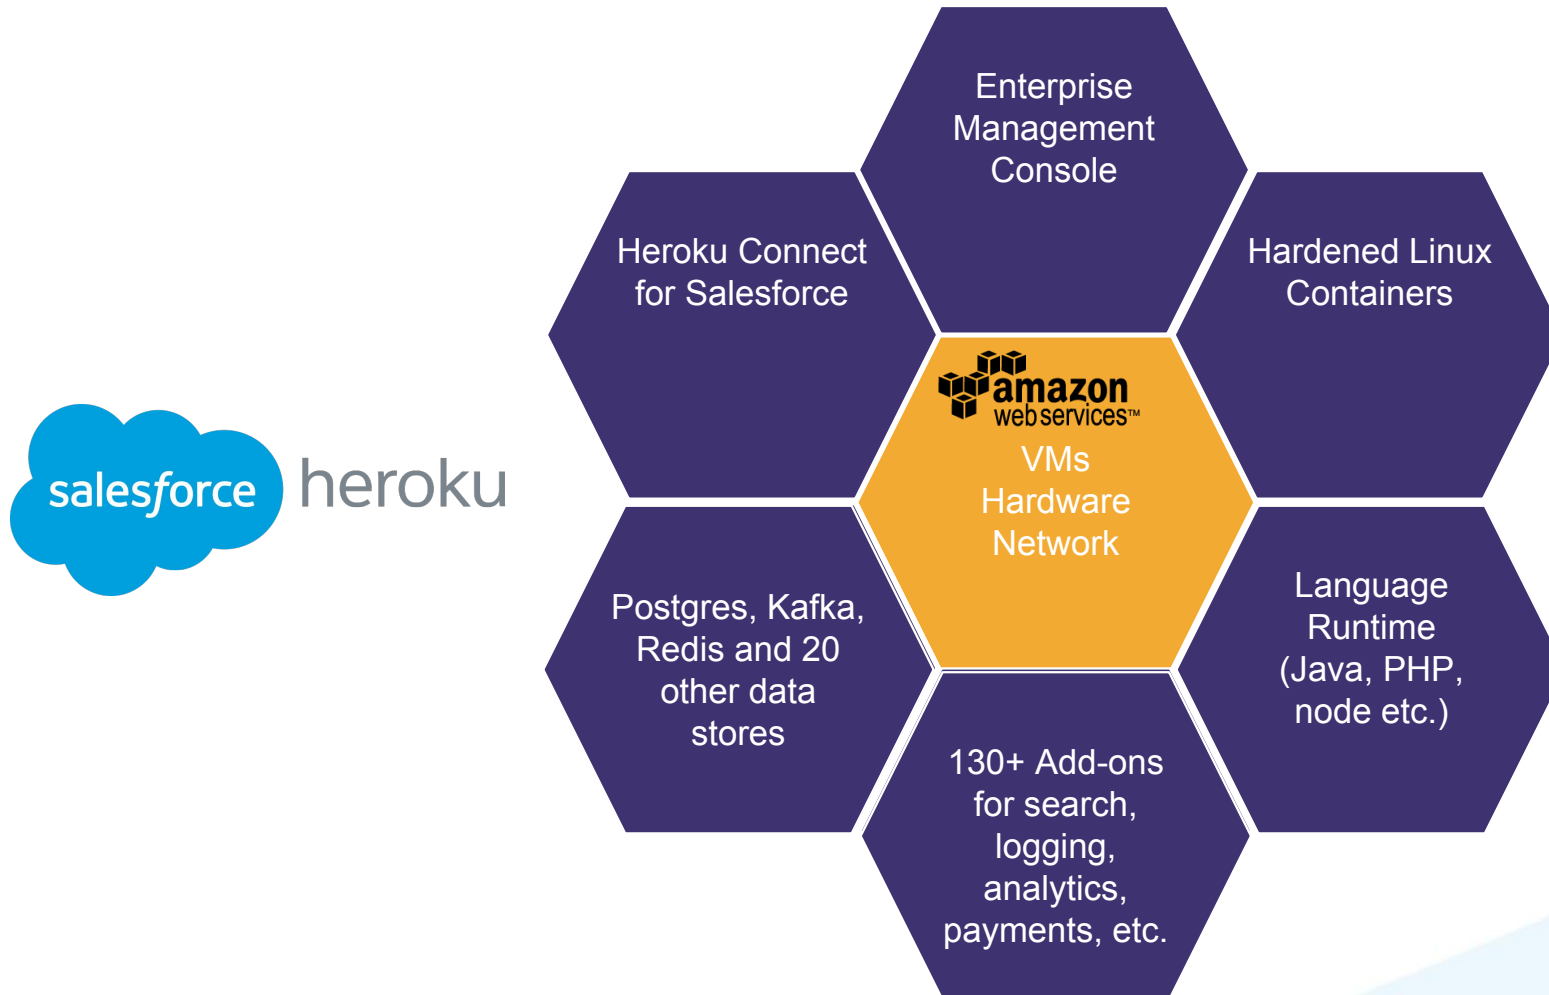 salesforce heroku
Enterprise
Management
Console
Heroku Connect
for Salesforce
Hardened Linux
Containers
amazon
web services™
VMs
Hardware
Network
Postgres, Kafka,
Redis and 20
other data
stores
Language
Runtime
(Java, PHP,
node etc.)
130+ Add-ons
for search,
logging,
analytics,
payments, etc.